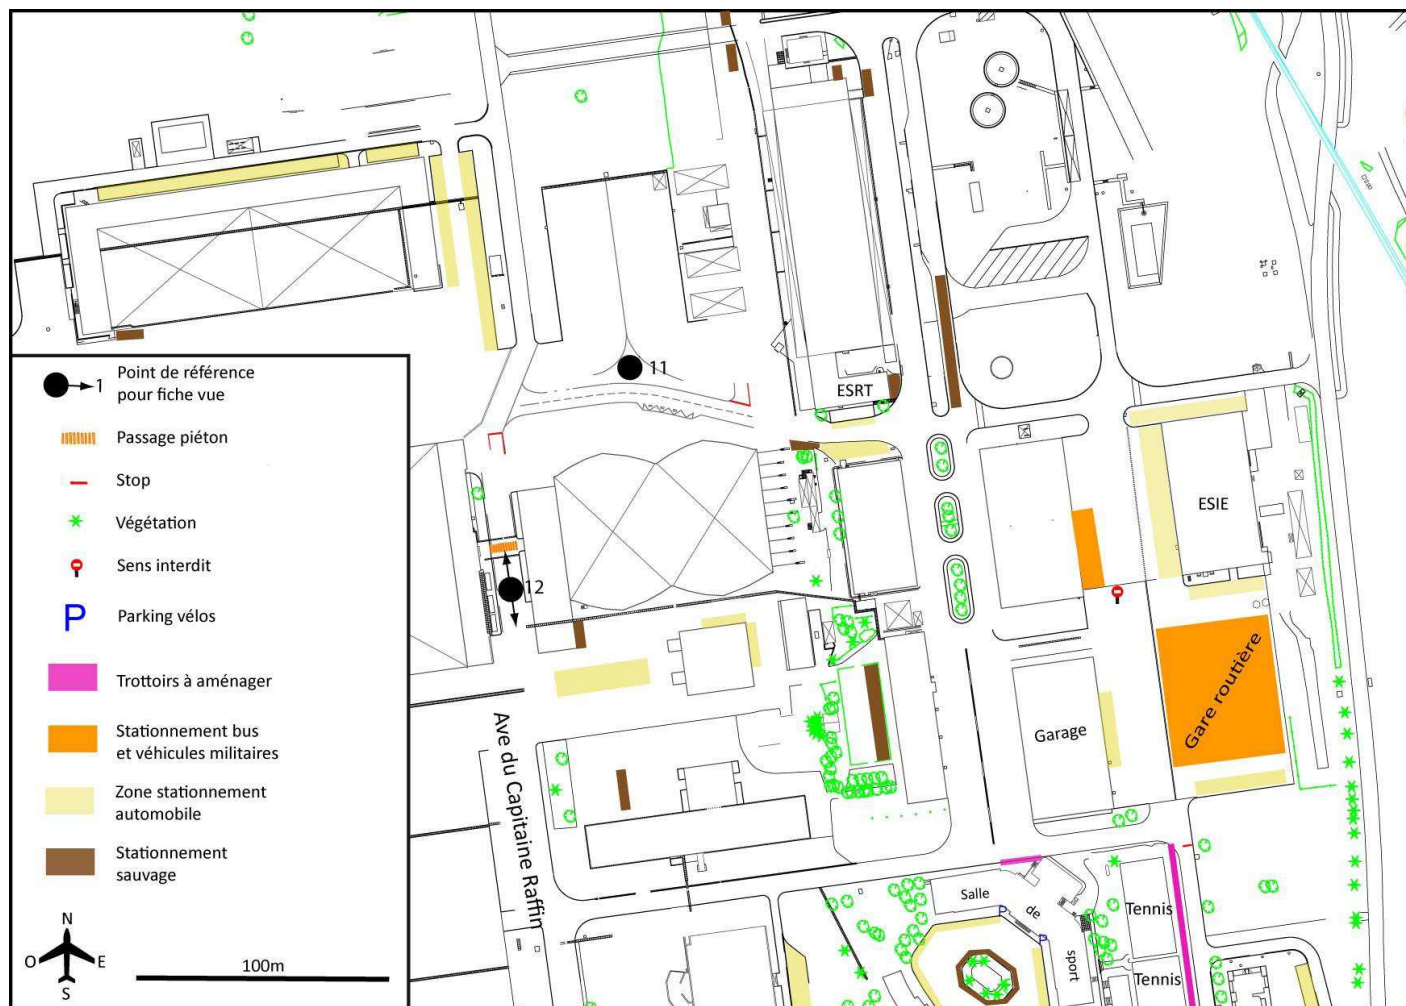 11
ESRT
ESIE
12
Gare routière
Garage
Ave du Capitaine Raffin
Salle
de
sport
P
P
Tennis
Tennis
1
Point de référence
pour fiche vue
Passage piéton
Stop
Végétation
Sens interdit
P
Parking vélos
Trottoirs à aménager
Stationnement bus
et véhicules militaires
Zone stationnement
automobile
Stationnement
sauvage
N
O
E
S
100m